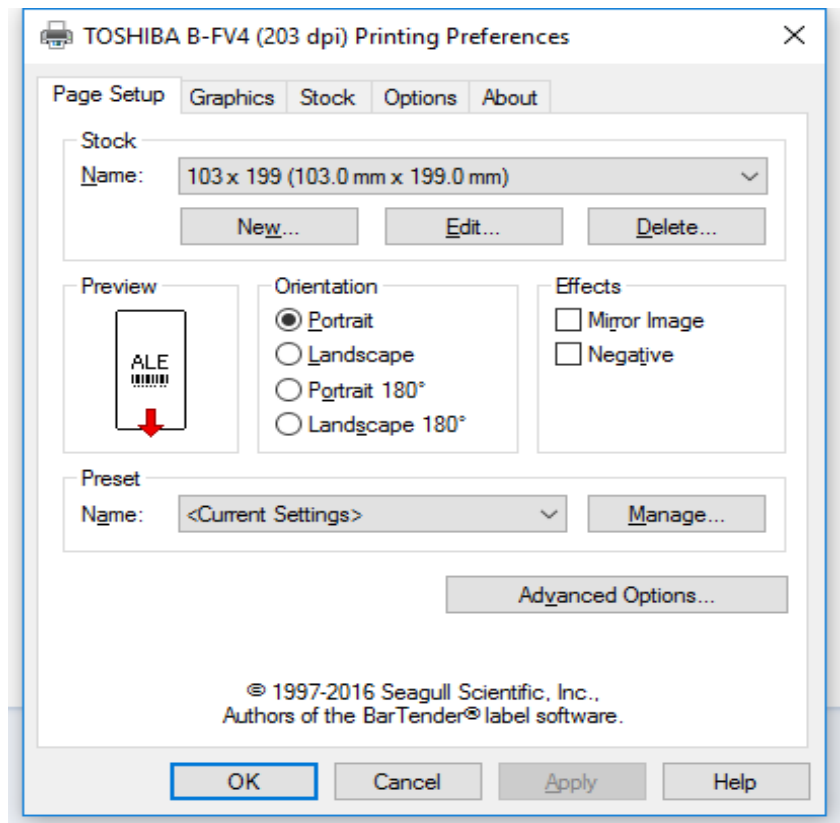 TOSHIBA B-FV4 (203 dpi) Printing Preferences
Page Setup Graphics Stock Options About
Stock
Name: 103 x 199 (103.0 mm x 199.0 mm)
New... Edit... Delete...
Preview Orientation Effects
ALE
Portrait
Landscape
Portrait 180°
Landscape 180°
Mirror Image
Negative
Preset
Name: <Current Settings> Manage...
Advanced Options...
© 1997-2016 Seagull Scientific, Inc.,
Authors of the BarTender® label software.
OK Cancel Apply Help